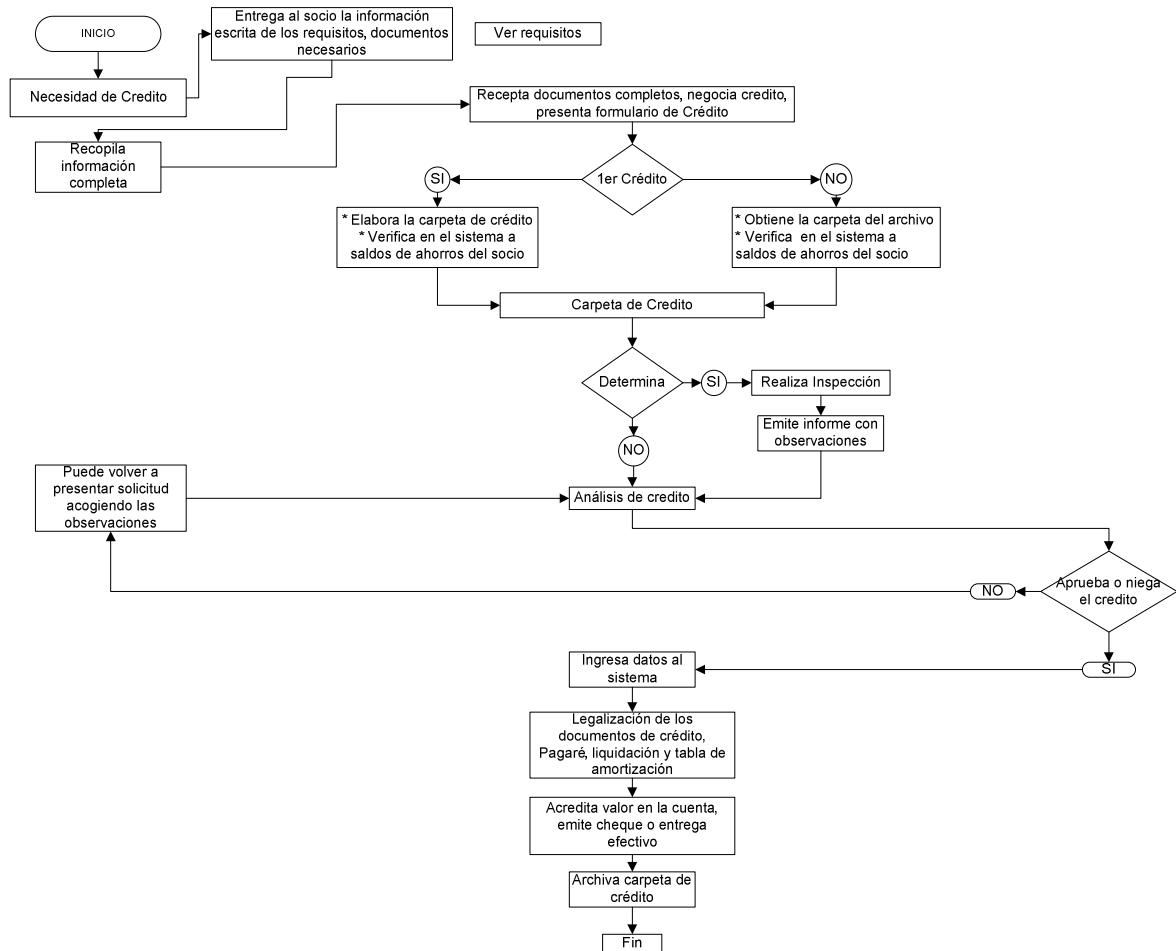 INICIO
Entrega al socio la información
escrita de los requisitos, documentos
necesarios
Ver requisitos
Necesidad de Credito
Recepta documentos completos, negocia credito,
presenta formulario de Crédito
Recopila
información
completa
SI
1er Crédito
NO
* Elabora la carpeta de crédito
* Verifica en el sistema a
saldos de ahorros del socio
* Obtiene la carpeta del archivo
* Verifica en el sistema a
saldos de ahorros del socio
Carpeta de Credito
Determina
SI
Realiza Inspección
Emite informe con
observaciones
NO
Puede volver a
presentar solicitud
acogiendo las
observaciones
Análisis de credito
Aprueba o niega
el credito
NO
SI
Ingresa datos al
sistema
Legalización de los
documentos de crédito,
Pagaré, liquidación y tabla de
amortización
Acredita valor en la cuenta,
emite cheque o entrega
efectivo
Archiva carpeta de
crédito
Fin